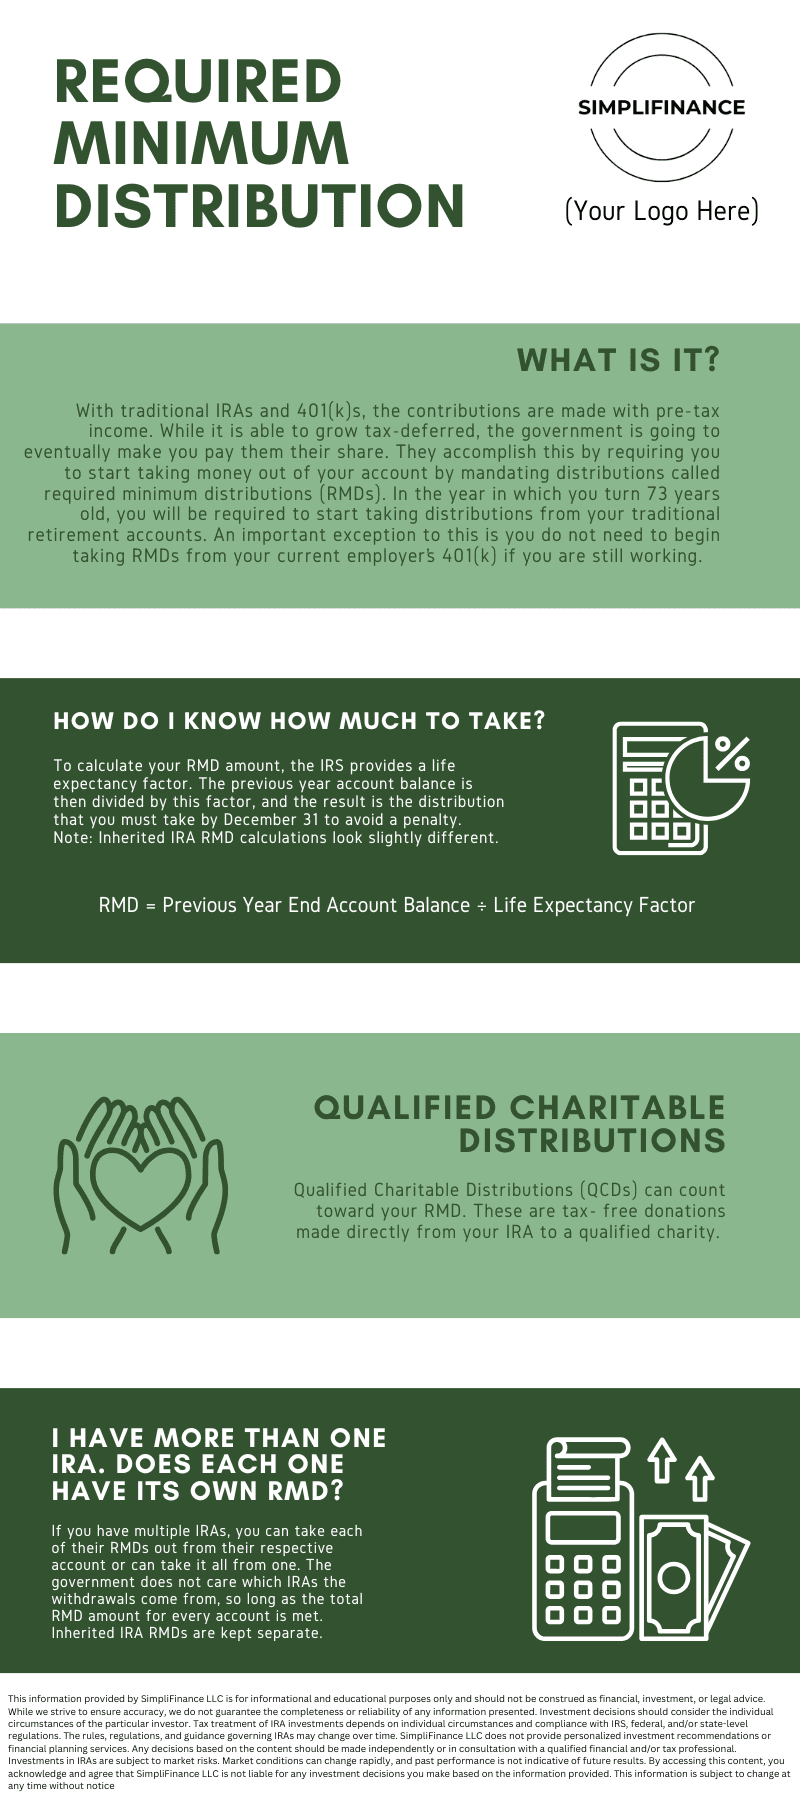 REQUIRED
MINIMUM
DISTRIBUTION
SIMPLIFINANCE
(Your Logo Here)
WHAT IS IT?
With traditional IRAs and 401(k)s, the contributions are made with pre-tax
income. While it is able to grow tax-deferred, the government is going to
eventually make you pay them their share. They accomplish this by requiring you
to start taking money out of your account by mandating distributions called
required minimum distributions (RMDs). In the year in which you turn 73 years
old, you will be required to start taking distributions from your traditional
retirement accounts. An important exception to this is you do not need to begin
taking RMDs from your current employer's 401(k) if you are still working.
HOW DO I KNOW HOW MUCH TO TAKE?
To calculate your RMD amount, the IRS provides a life
expectancy factor. The previous year account balance is
then divided by this factor, and the result is the distribution
that you must take by December 31 to avoid a penalty.
Note: Inherited IRA RMD calculations look slightly different.
%
RMD = Previous Year End Account Balance ÷ Life Expectancy Factor
QUALIFIED CHARITABLE
DISTRIBUTIONS
Qualified Charitable Distributions (QCDs) can count
toward your RMD. These are tax- free donations
made directly from your IRA to a qualified charity.
I HAVE MORE THAN ONE
IRA. DOES EACH ONE
HAVE ITS OWN RMD?
If you have multiple IRAs, you can take each
of their RMDs out from their respective
account or can take it all from one. The
government does not care which IRAs the
withdrawals come from, so long as the total
RMD amount for every account is met.
Inherited IRA RMDs are kept separate.
This information provided by SimpliFinance LLC is for informational and educational purposes only and should not be construed as financial, investment, or legal advice.
While we strive to ensure accuracy, we do not guarantee the completeness or reliability of any information presented. Investment decisions should consider the individual
circumstances of the particular investor. Tax treatment of IRA investments depends on individual circumstances and compliance with IRS, federal, and/or state-level
regulations. The rules, regulations, and guidance governing IRAs may change over time. SimpliFinance LLC does not provide personalized investment recommendations or
financial planning services. Any decisions based on the content should be made independently or in consultation with a qualified financial and/or tax professional.
Investments in IRAs are subject to market risks. Market conditions can change rapidly, and past performance is not indicative of future results. By accessing this content, you
acknowledge and agree that SimpliFinance LLC is not liable for any investment decisions you make based on the information provided. This information is subject to change at
any time without notice